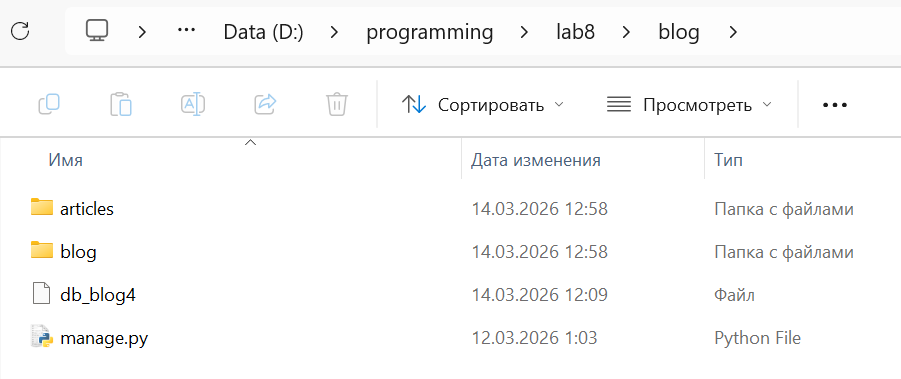 Data (D:) programming lab8 blog
Сортировать Просмотреть
Имя Дата изменения Тип
articles 14.03.2026 12:58 Папка с файлами
blog 14.03.2026 12:58 Папка с файлами
db_blog4 14.03.2026 12:09 Файл
manage.py 12.03.2026 1:03 Python File